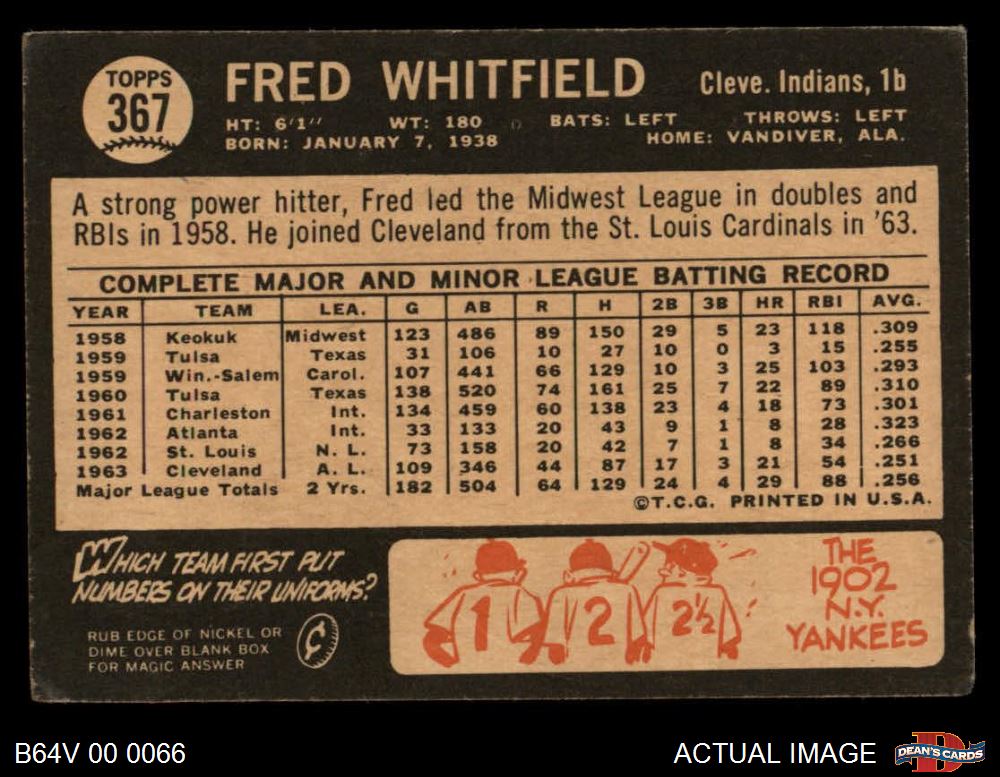 TOPPS
367
FRED WHITFIELD Cleve. Indians, 1b
HT: 6'1" WT: 180 BATS: LEFT THROWS: LEFT
BORN: JANUARY 7, 1938 HOME: VANDIVER, ALA.
A strong power hitter, Fred led the Midwest League in doubles and
RBIs in 1958. He joined Cleveland from the St. Louis Cardinals in '63.
COMPLETE MAJOR AND MINOR LEAGUE BATTING RECORD
YEAR TEAM LEA. G AB R H 2B 3B HR RBI AVG.
1958 Keokuk Midwest 123 486 89 150 29 5 23 118 .309
1959 Tulsa Texas 31 106 10 27 10 0 3 15 .255
1959 Win.-Salem Carol. 107 441 66 129 10 3 25 103 .293
1960 Tulsa Texas 138 520 74 161 25 7 22 89 .310
1961 Charleston Int. 134 459 60 138 23 4 18 73 .301
1962 Atlanta Int. 33 133 20 43 9 1 8 28 .323
1962 St. Louis N. L. 73 158 20 42 7 1 8 34 .266
1963 Cleveland A. L. 109 346 44 87 17 3 21 54 .251
Major League Totals 2 Yrs. 182 504 64 129 24 4 29 88 .256
©T.C.G. PRINTED IN U.S.A.
WHICH TEAM FIRST PUT
NUMBERS ON THEIR UNIFORMS?
RUB EDGE OF NICKEL OR
DIME OVER BLANK BOX
FOR MAGIC ANSWER
¢
1 2 2½
THE
1902
N.Y.
YANKEES
B64V 00 0066 ACTUAL IMAGE
D
DEAN'S CARDS